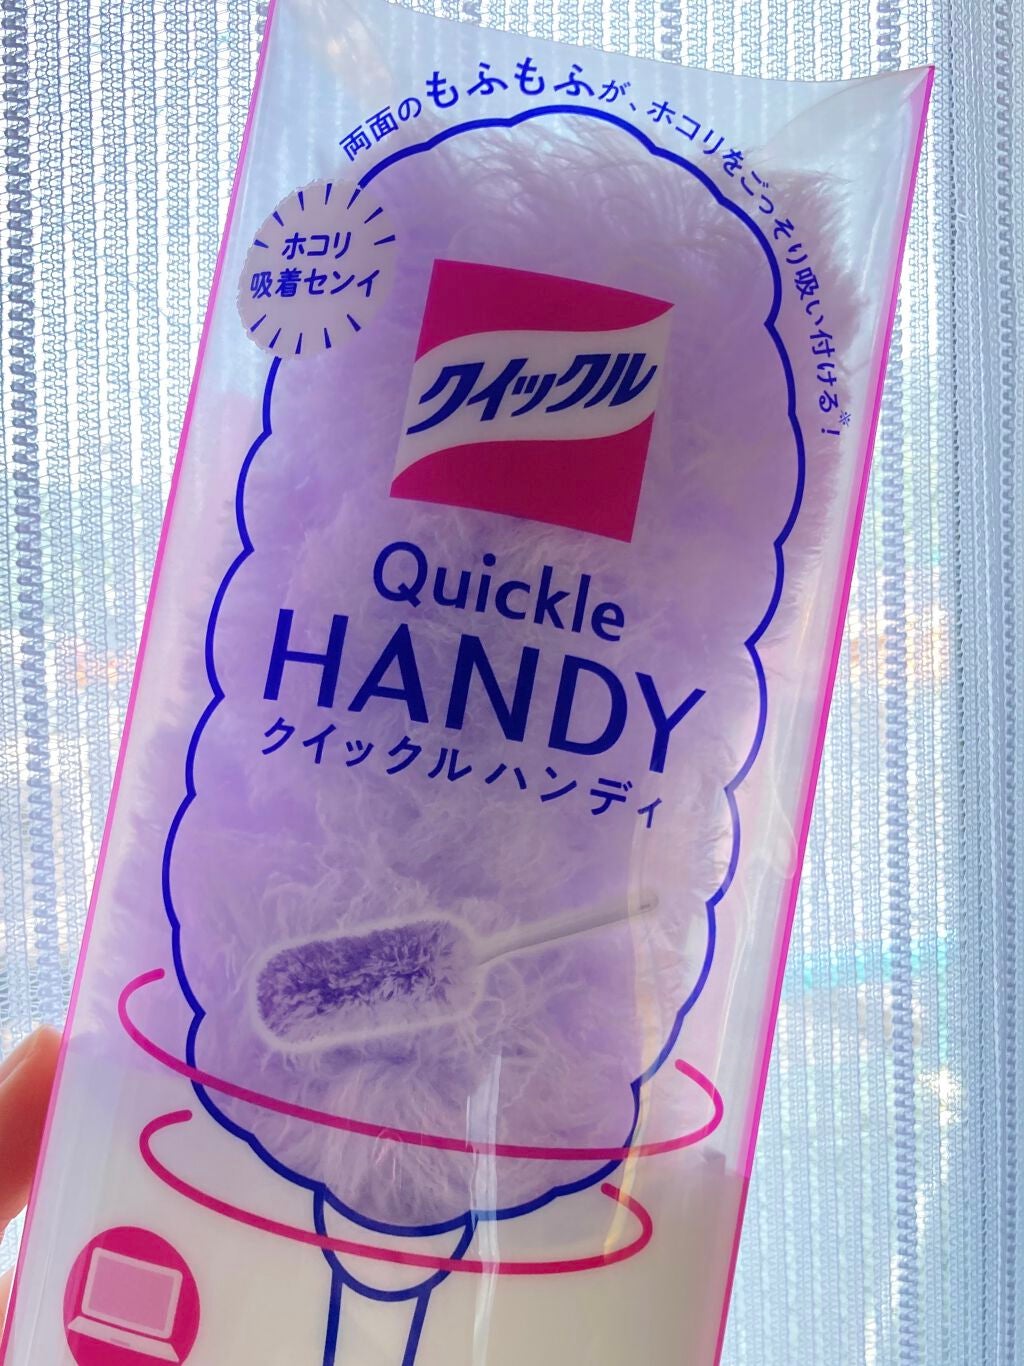 両面のもふもふが、ホコリをごっそり吸い付ける※!
ホコリ
吸着センイ
クイックル
Quickle
HANDY
クイックル ハンディ